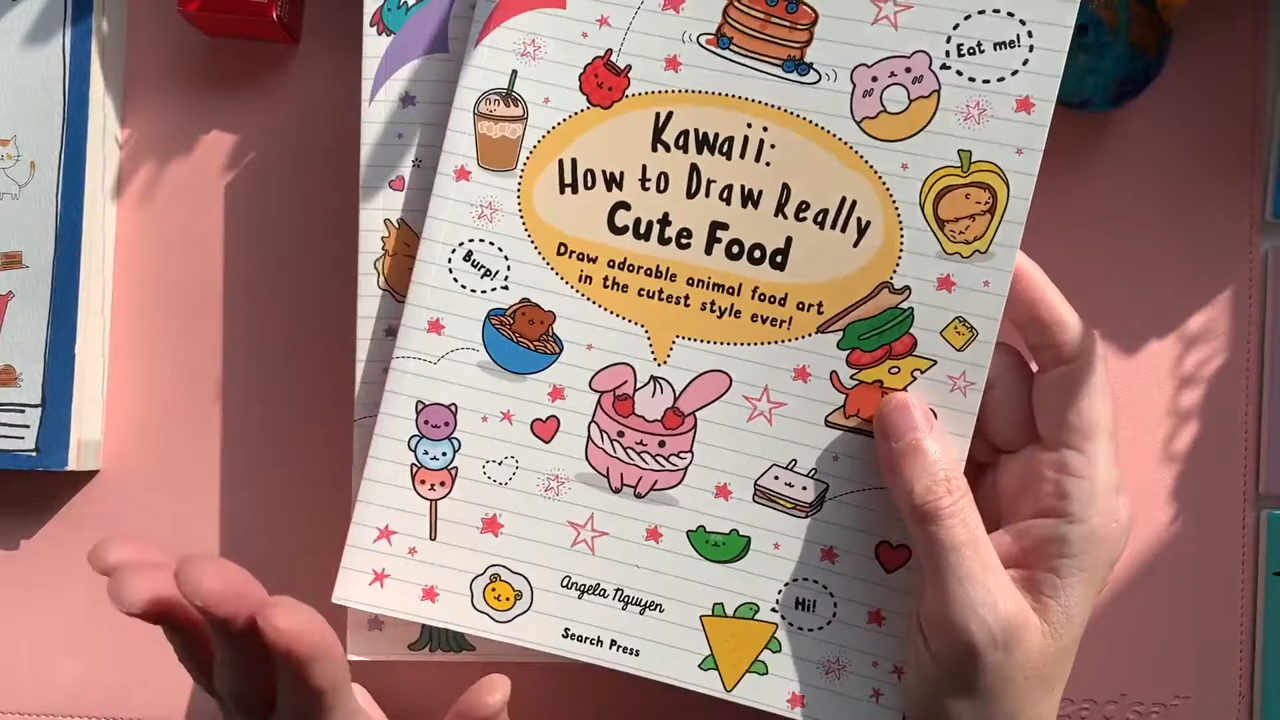 Eat me!
Kawaii:
How to Draw Really
Cute Food
Draw adorable animal food art
in the cutest style ever!
Burp!
Hi!
Angela Nguyen
Search Press